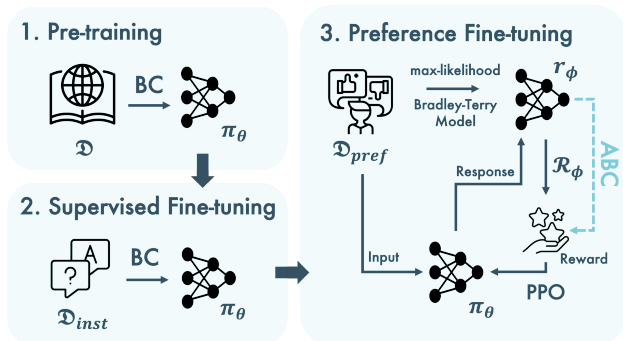 1. Pre-training
BC
𝔇
π_θ
2. Supervised Fine-tuning
A
?
BC
𝔇_inst
π_θ
3. Preference Fine-tuning
max-likelihood
Bradley-Terry
Model
r_ϕ
𝔇_pref
ABC
Response
ℛ_ϕ
Input
Reward
PPO
π_θ